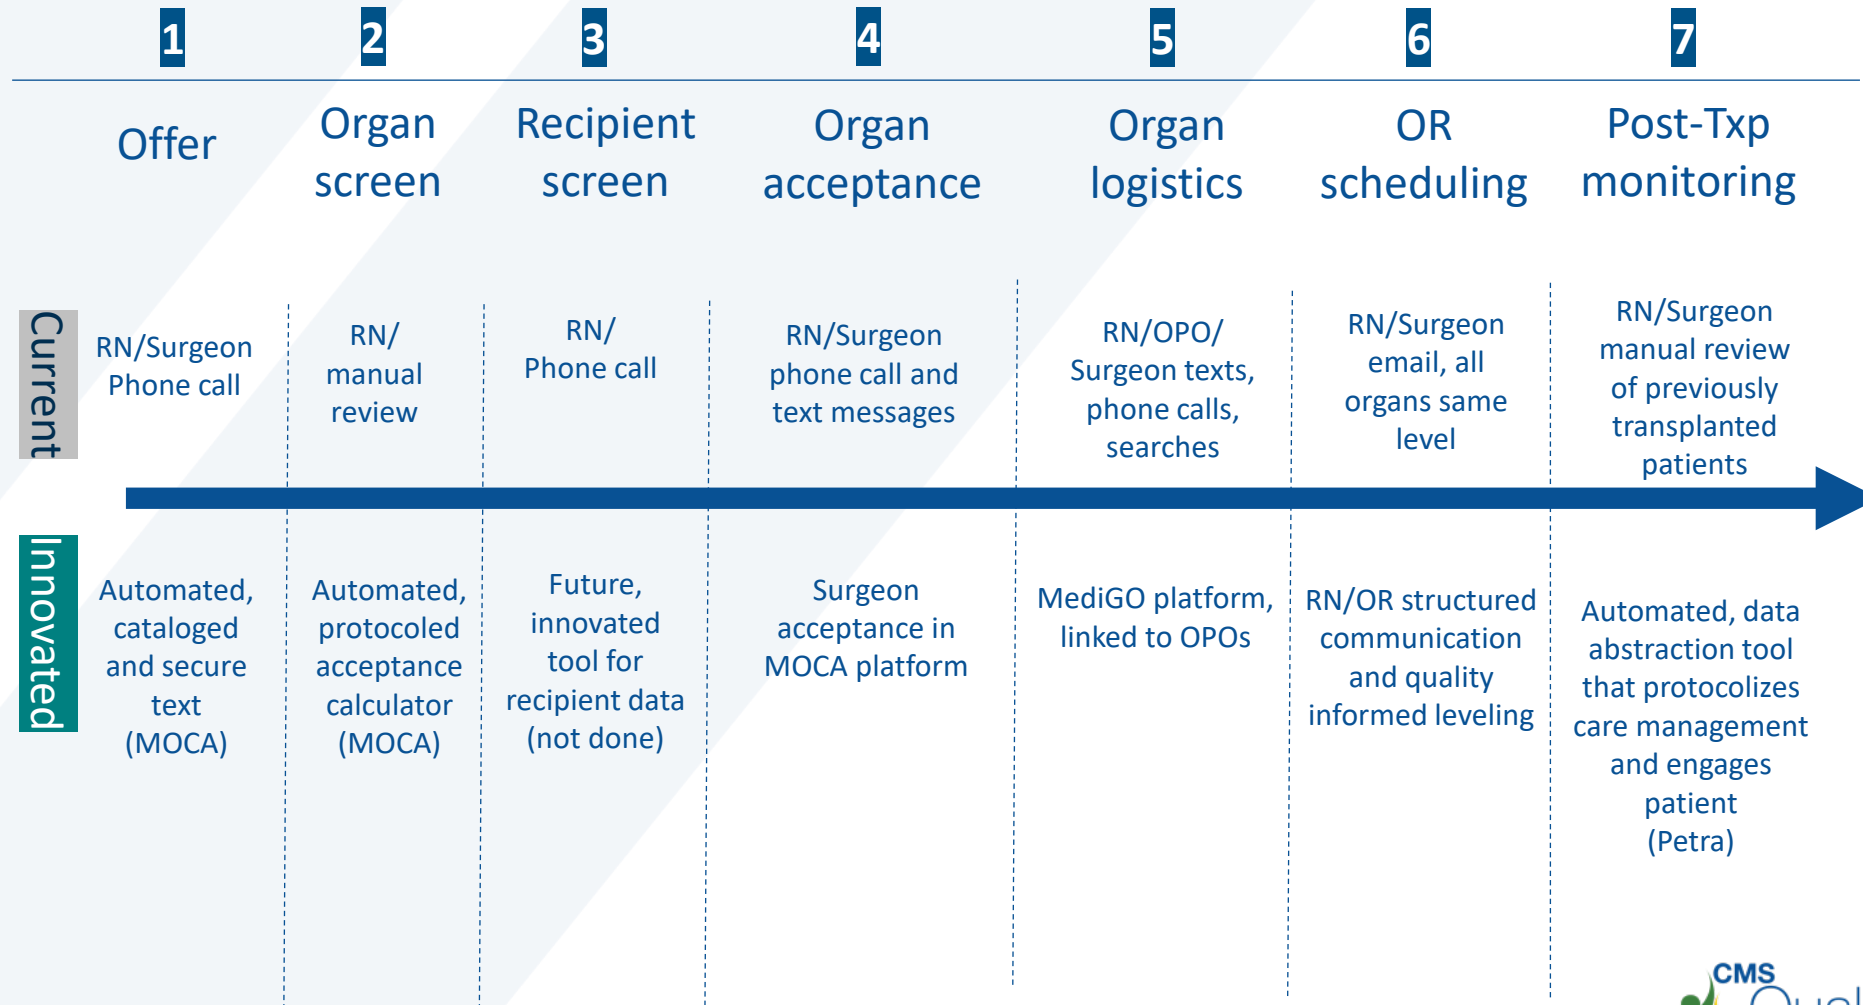 1
2
3
4
5
6
7
Offer
Organ
screen
Recipient
screen
Organ
acceptance
Organ
logistics
OR
scheduling
Post-Txp
monitoring
Current
RN/Surgeon
Phone call
RN/
manual
review
RN/
Phone call
RN/Surgeon
phone call and
text messages
RN/OPO/
Surgeon texts,
phone calls,
searches
RN/Surgeon
email, all
organs same
level
RN/Surgeon
manual review
of previously
transplanted
patients
Innovated
Automated,
cataloged
and secure
text
(MOCA)
Automated,
protocoled
acceptance
calculator
(MOCA)
Future,
innovated
tool for
recipient data
(not done)
Surgeon
acceptance in
MOCA platform
MediGO platform,
linked to OPOs
RN/OR structured
communication
and quality
informed leveling
Automated, data
abstraction tool
that protocolizes
care management
and engages
patient
(Petra)
CMS